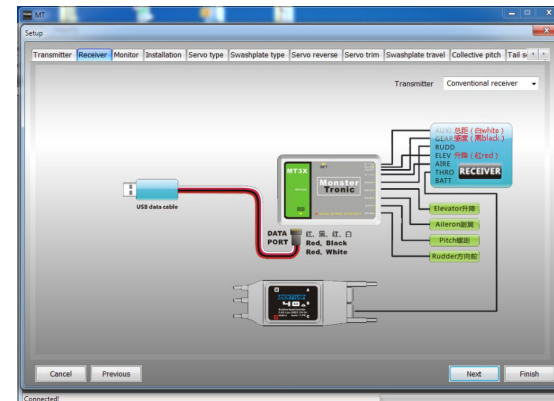 MT
Setup
Transmitter Receiver Monitor Installation Servo type Swashplate type Servo reverse Servo trim Swashplate travel Collective pitch Tail s
Transmitter Conventional receiver
AUXI 总距 ( 白white )
GEAR 感度 ( 黑black )
RUDD
ELEV 升降 ( 红red )
AIRE
THRO RECEIVER
BATT
MT3X
Monster
Tronic
USB data cable
DATA
PORT
红、黑、红、白
Red, Black
Red, White
Elevator升降
Aileron副翼
Pitch螺距
Rudder方向舵
Cancel Previous Next Finish
Connected!